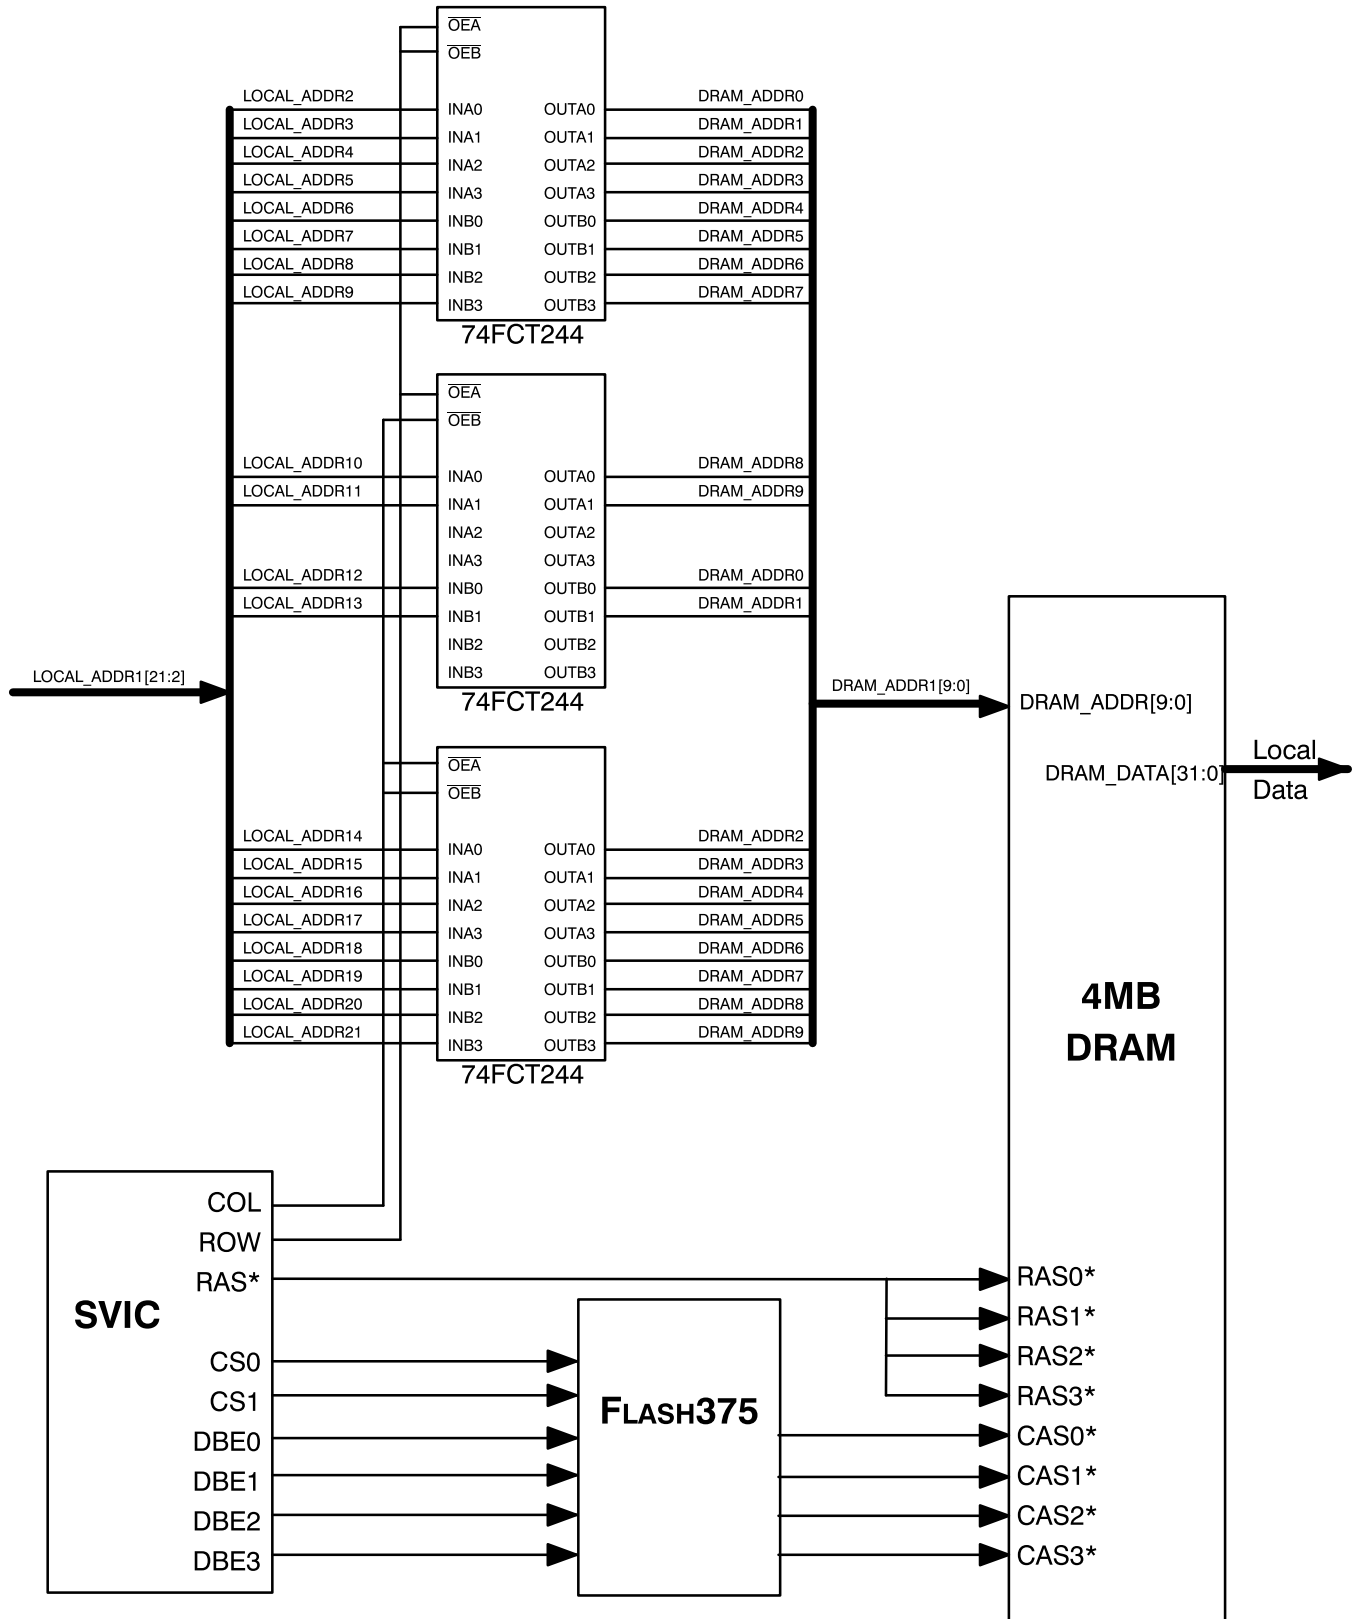 OEA
OEB
LOCAL_ADDR2 INA0 OUTA0 DRAM_ADDR0
LOCAL_ADDR3 INA1 OUTA1 DRAM_ADDR1
LOCAL_ADDR4 INA2 OUTA2 DRAM_ADDR2
LOCAL_ADDR5 INA3 OUTA3 DRAM_ADDR3
LOCAL_ADDR6 INB0 OUTB0 DRAM_ADDR4
LOCAL_ADDR7 INB1 OUTB1 DRAM_ADDR5
LOCAL_ADDR8 INB2 OUTB2 DRAM_ADDR6
LOCAL_ADDR9 INB3 OUTB3 DRAM_ADDR7
74FCT244
OEA
OEB
LOCAL_ADDR10 INA0 OUTA0 DRAM_ADDR8
LOCAL_ADDR11 INA1 OUTA1 DRAM_ADDR9
INA2 OUTA2
INA3 OUTA3
LOCAL_ADDR12 INB0 OUTB0 DRAM_ADDR0
LOCAL_ADDR13 INB1 OUTB1 DRAM_ADDR1
INB2 OUTB2
INB3 OUTB3
74FCT244
LOCAL_ADDR1[21:2]
DRAM_ADDR1[9:0]
OEA
OEB
LOCAL_ADDR14 INA0 OUTA0 DRAM_ADDR2
LOCAL_ADDR15 INA1 OUTA1 DRAM_ADDR3
LOCAL_ADDR16 INA2 OUTA2 DRAM_ADDR4
LOCAL_ADDR17 INA3 OUTA3 DRAM_ADDR5
LOCAL_ADDR18 INB0 OUTB0 DRAM_ADDR6
LOCAL_ADDR19 INB1 OUTB1 DRAM_ADDR7
LOCAL_ADDR20 INB2 OUTB2 DRAM_ADDR8
LOCAL_ADDR21 INB3 OUTB3 DRAM_ADDR9
74FCT244
DRAM_ADDR[9:0]
DRAM_DATA[31:0]
Local
Data
4MB
DRAM
COL
ROW
RAS*
SVIC
CS0
CS1
DBE0
DBE1
DBE2
DBE3
FLASH375
RAS0*
RAS1*
RAS2*
RAS3*
CAS0*
CAS1*
CAS2*
CAS3*